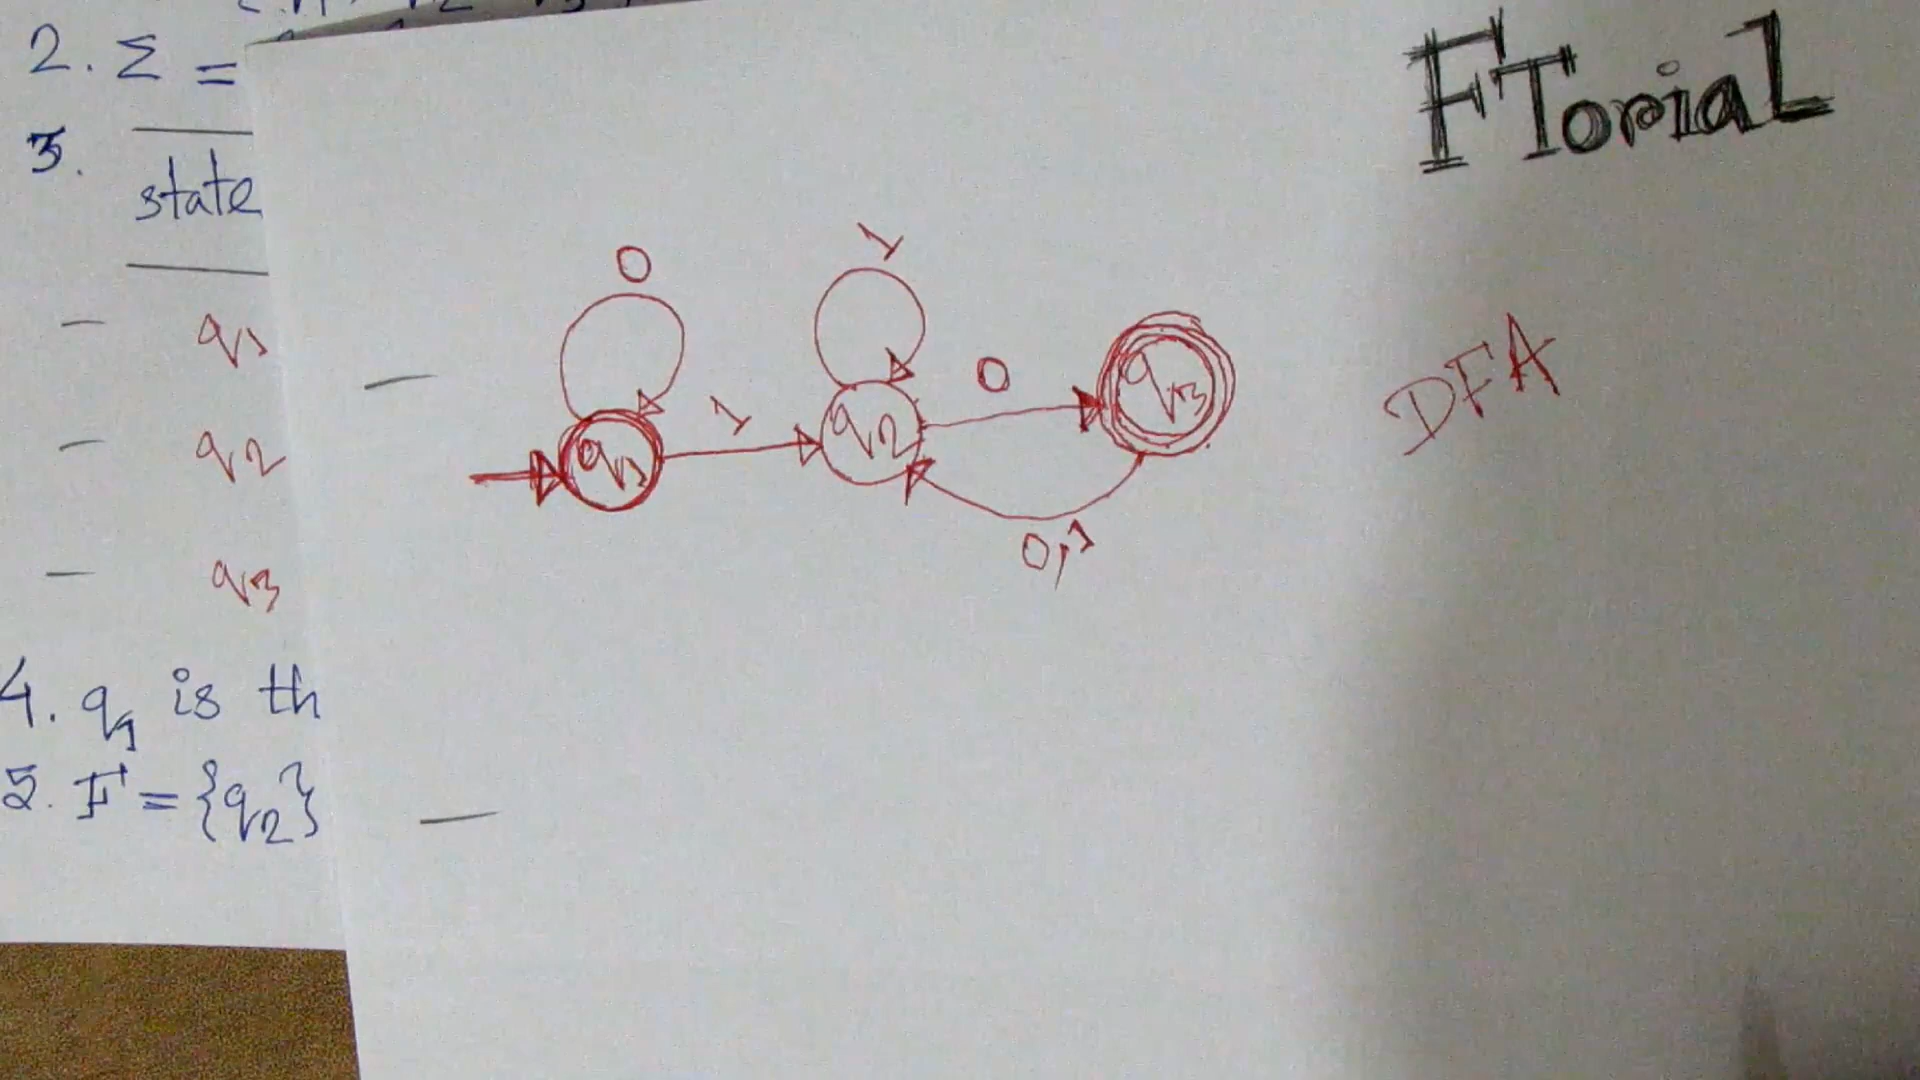 2. Σ =
3.
state
q1
q2
q3
4. q1 is th
5. F = {q2}
FTorial
0
1
q1
1
q2
0
q3
0,1
DFA